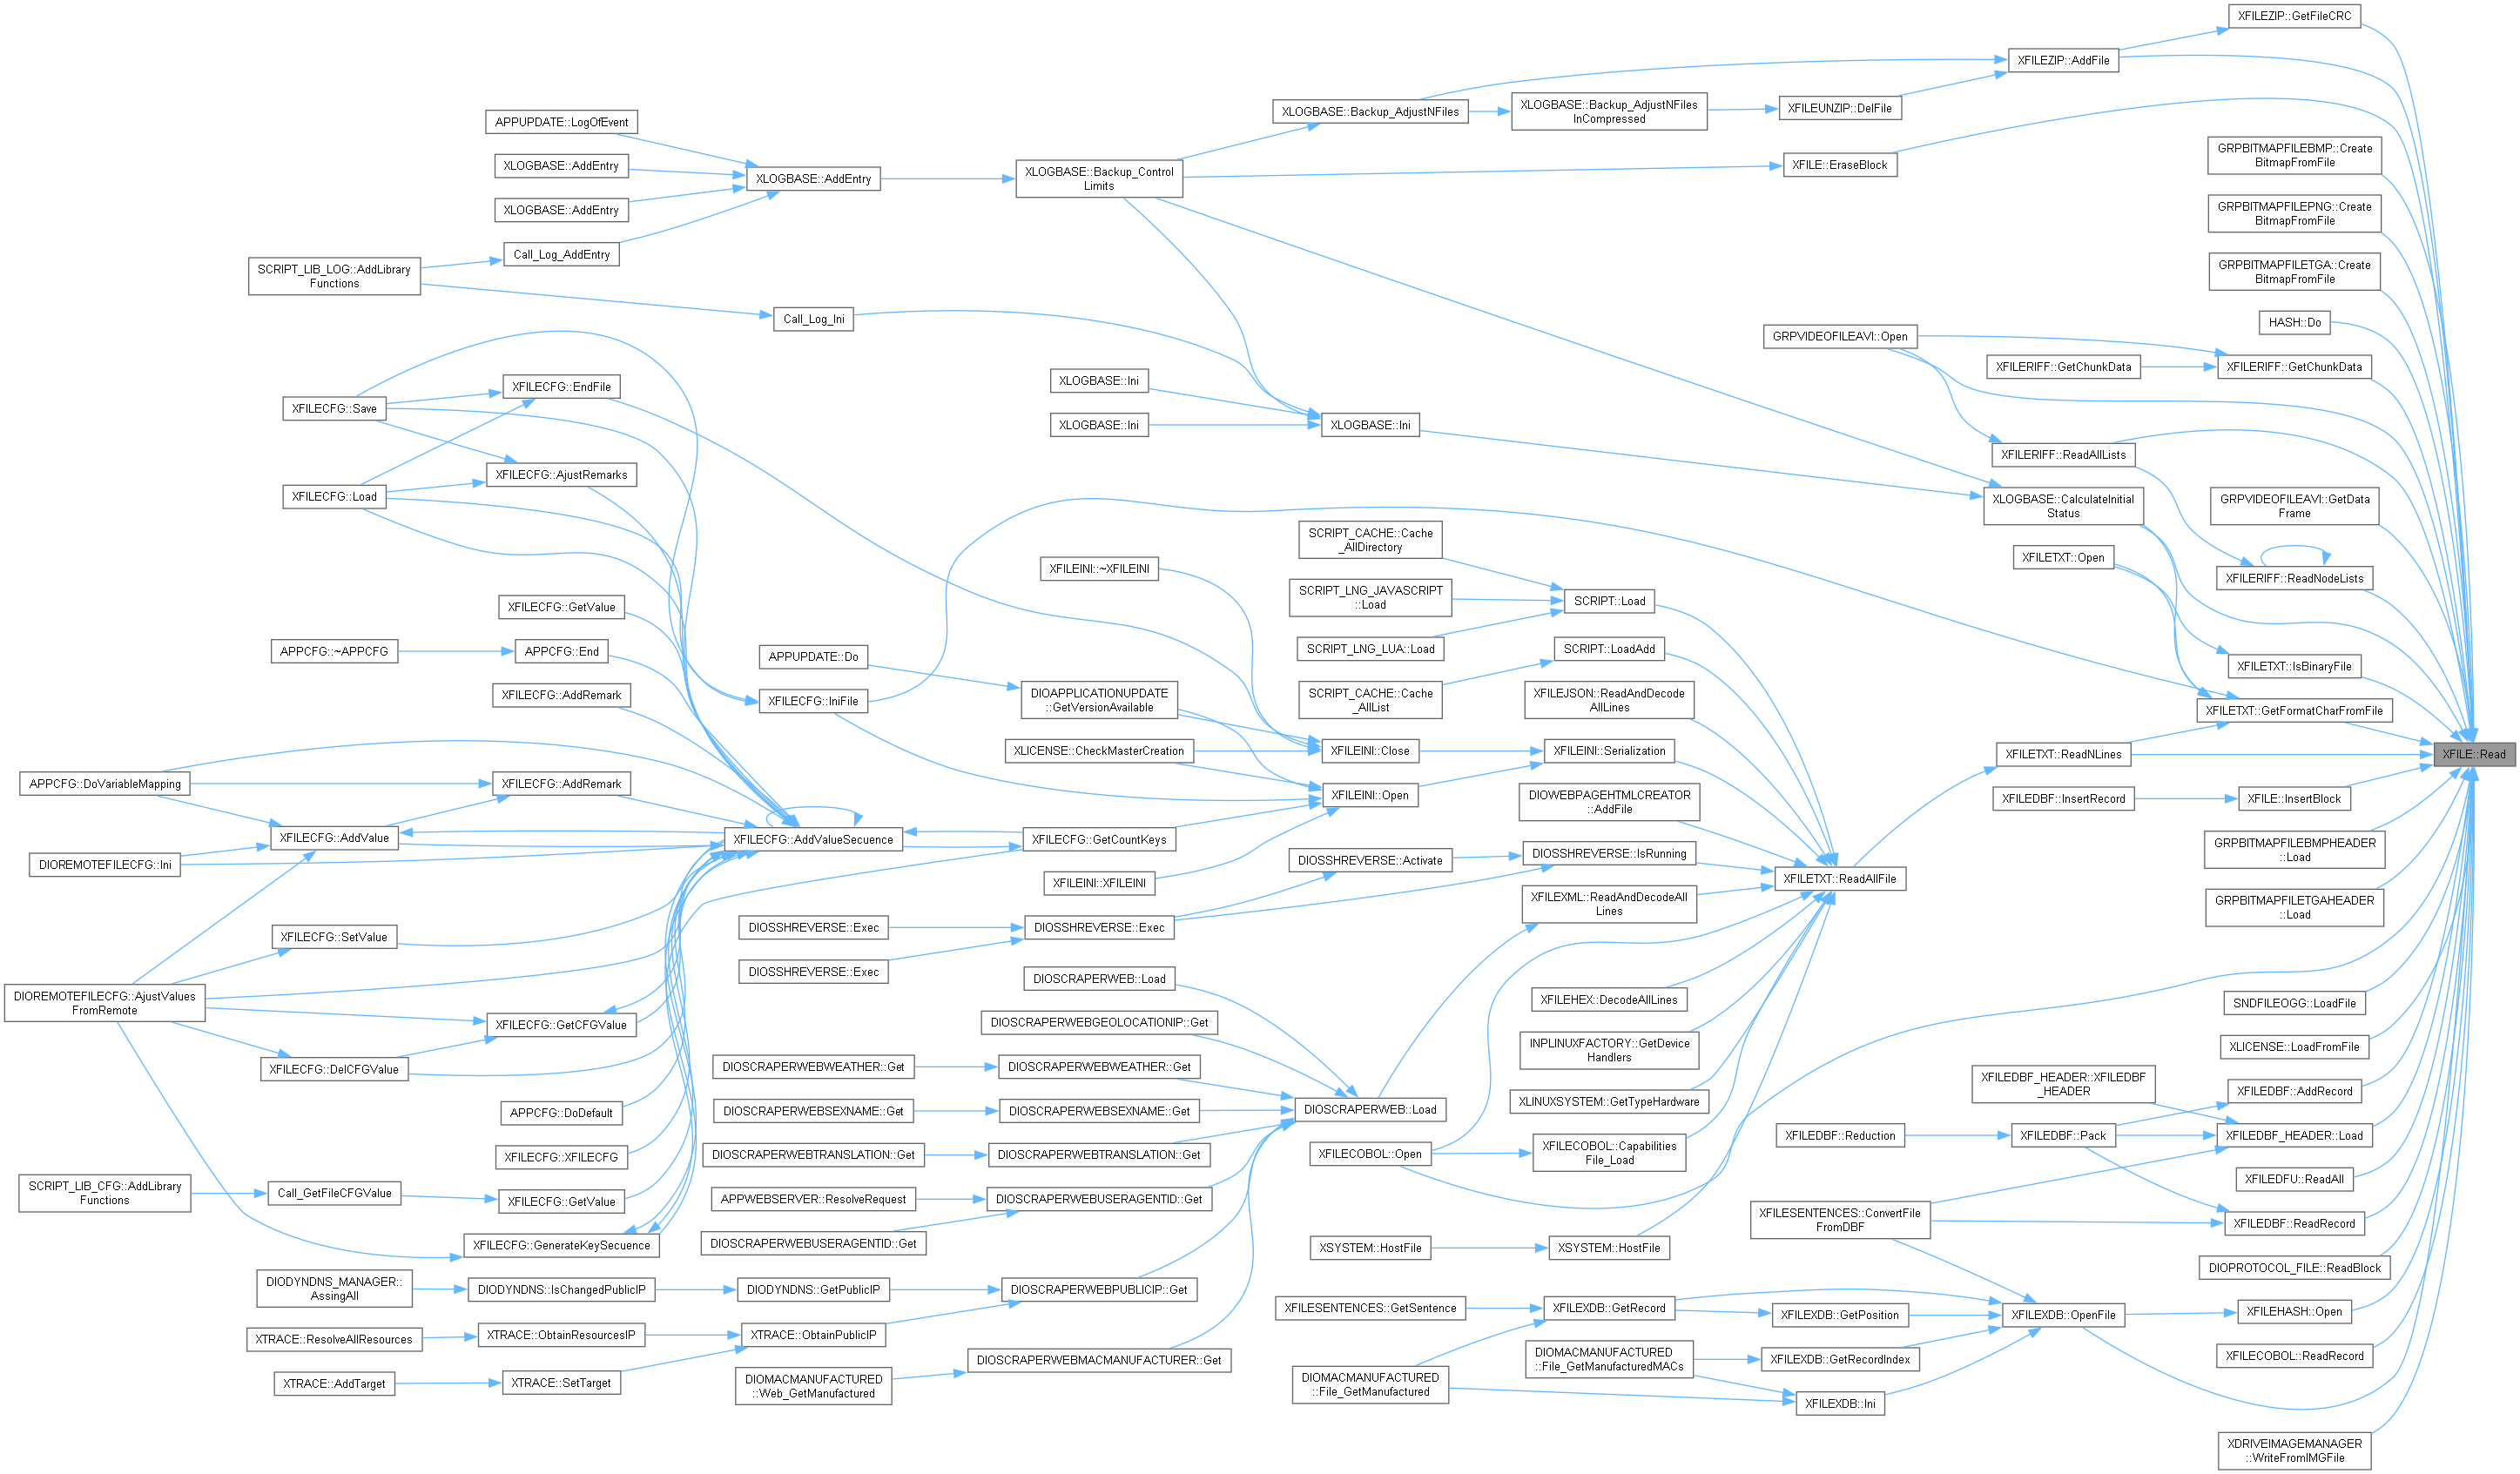 XFILEZIP::GetFileCRC
XFILEZIP::AddFile
XLOGBASE::Backup_AdjustNFiles
XLOGBASE::Backup_AdjustNFiles
InCompressed
XFILEUNZIP::DelFile
APPUPDATE::LogOfEvent
XLOGBASE::AddEntry
XLOGBASE::AddEntry
XLOGBASE::Backup_Control
Limits
XFILE::EraseBlock
GRPBITMAPFILEBMP::Create
BitmapFromFile
XLOGBASE::AddEntry
GRPBITMAPFILEPNG::Create
BitmapFromFile
Call_Log_AddEntry
SCRIPT_LIB_LOG::AddLibrary
Functions
GRPBITMAPFILETGA::Create
BitmapFromFile
Call_Log_Ini
HASH::Do
GRPVIDEOFILEAVI::Open
XFILERIFF::GetChunkData
XFILERIFF::GetChunkData
XLOGBASE::Ini
XFILECFG::EndFile
XFILECFG::Save
XLOGBASE::Ini
XLOGBASE::Ini
XFILERIFF::ReadAllLists
XFILECFG::AjustRemarks
XFILECFG::Load
XLOGBASE::CalculateInitial
Status
GRPVIDEOFILEAVI::GetData
Frame
SCRIPT_CACHE::Cache
_AllDirectory
XFILETXT::Open
XFILEINI::~XFILEINI
XFILERIFF::ReadNodeLists
SCRIPT_LNG_JAVASCRIPT
::Load
SCRIPT::Load
XFILECFG::GetValue
SCRIPT_LNG_LUA::Load
SCRIPT::LoadAdd
APPCFG::~APPCFG
APPCFG::End
APPUPDATE::Do
XFILETXT::IsBinaryFile
XFILECFG::AddRemark
XFILECFG::IniFile
DIOAPPLICATIONUPDATE
::GetVersionAvailable
SCRIPT_CACHE::Cache
_AllList
XFILEJSON::ReadAndDecode
AllLines
XFILETXT::GetFormatCharFromFile
XLICENSE::CheckMasterCreation
XFILEINI::Close
XFILEINI::Serialization
XFILETXT::ReadNLines
XFILE::Read
APPCFG::DoVariableMapping
XFILECFG::AddRemark
XFILEINI::Open
DIOWEBPAGEHTMLCREATOR
::AddFile
XFILEDBF::InsertRecord
XFILE::InsertBlock
XFILECFG::AddValue
XFILECFG::AddValueSecuence
XFILECFG::GetCountKeys
GRPBITMAPFILEBMPHEADER
::Load
DIOREMOTEFILECFG::Ini
DIOSSHREVERSE::Activate
DIOSSHREVERSE::IsRunning
XFILEINI::XFILEINI
XFILETXT::ReadAllFile
XFILEXML::ReadAndDecodeAll
Lines
GRPBITMAPFILETGAHEADER
::Load
XFILECFG::SetValue
DIOSSHREVERSE::Exec
DIOSSHREVERSE::Exec
DIOSSHREVERSE::Exec
DIOSCRAPERWEB::Load
XFILEHEX::DecodeAllLines
SNDFILEOGG::LoadFile
DIOREMOTEFILECFG::AjustValues
FromRemote
XFILECFG::GetCFGValue
DIOSCRAPERWEBGEOLOCATIONIP::Get
INPLINUXFACTORY::GetDevice
Handlers
XLICENSE::LoadFromFile
XFILECFG::DelCFGValue
DIOSCRAPERWEBWEATHER::Get
DIOSCRAPERWEBWEATHER::Get
XFILEDBF_HEADER::XFILEDBF
_HEADER
XFILEDBF::AddRecord
APPCFG::DoDefault
DIOSCRAPERWEBSEXNAME::Get
DIOSCRAPERWEBSEXNAME::Get
DIOSCRAPERWEB::Load
XLINUXSYSTEM::GetTypeHardware
XFILEDBF::Reduction
XFILEDBF::Pack
XFILEDBF_HEADER::Load
XFILECFG::XFILECFG
DIOSCRAPERWEBTRANSLATION::Get
DIOSCRAPERWEBTRANSLATION::Get
XFILECOBOL::Open
XFILECOBOL::Capabilities
File_Load
XFILEDFU::ReadAll
SCRIPT_LIB_CFG::AddLibrary
Functions
Call_GetFileCFGValue
XFILECFG::GetValue
APPWEBSERVER::ResolveRequest
DIOSCRAPERWEBUSERAGENTID::Get
XFILESENTENCES::ConvertFile
FromDBF
XFILEDBF::ReadRecord
XFILECFG::GenerateKeySecuence
DIOSCRAPERWEBUSERAGENTID::Get
XSYSTEM::HostFile
XSYSTEM::HostFile
DIOPROTOCOL_FILE::ReadBlock
DIODYNDNS_MANAGER::
AssingAll
DIODYNDNS::IsChangedPublicIP
DIODYNDNS::GetPublicIP
DIOSCRAPERWEBPUBLICIP::Get
XFILESENTENCES::GetSentence
XFILEXDB::GetRecord
XFILEXDB::GetPosition
XFILEXDB::OpenFile
XFILEHASH::Open
XTRACE::ResolveAllResources
XTRACE::ObtainResourcesIP
XTRACE::ObtainPublicIP
XFILECOBOL::ReadRecord
DIOSCRAPERWEBMACMANUFACTURER::Get
DIOMACMANUFACTURED
::File_GetManufacturedMACs
XFILEXDB::GetRecordIndex
XTRACE::AddTarget
XTRACE::SetTarget
DIOMACMANUFACTURED
::Web_GetManufactured
DIOMACMANUFACTURED
::File_GetManufactured
XFILEXDB::Ini
XDRIVEIMAGEMANAGER
::WriteFromIMGFile